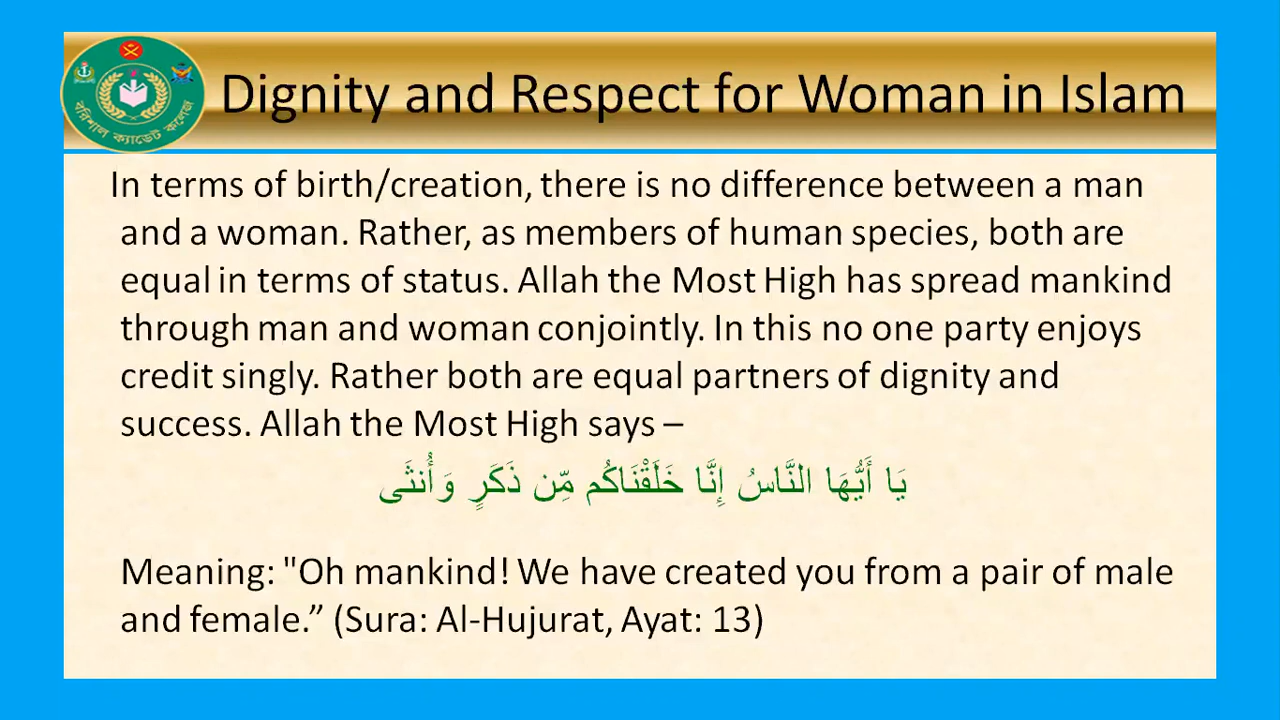 বরিশাল ক্যাডেট কলেজ
Dignity and Respect for Woman in Islam
In terms of birth/creation, there is no difference between a man
and a woman. Rather, as members of human species, both are
equal in terms of status. Allah the Most High has spread mankind
through man and woman conjointly. In this no one party enjoys
credit singly. Rather both are equal partners of dignity and
success. Allah the Most High says –
يَا أَيُّهَا النَّاسُ إِنَّا خَلَقْنَاكُم مِّن ذَكَرٍ وَأُنثَى
Meaning: "Oh mankind! We have created you from a pair of male
and female.” (Sura: Al-Hujurat, Ayat: 13)